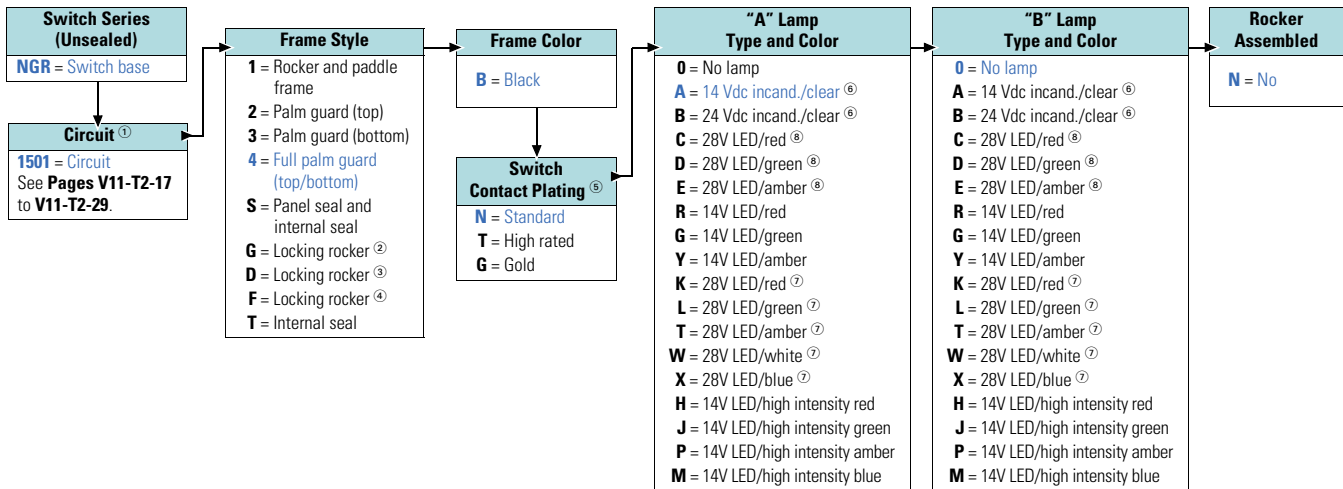 Switch Series
(Unsealed)
NGR = Switch base
Circuit ①
1501 = Circuit
See Pages V11-T2-17
to V11-T2-29.
Frame Style
1 = Rocker and paddle
frame
2 = Palm guard (top)
3 = Palm guard (bottom)
4 = Full palm guard
(top/bottom)
S = Panel seal and
internal seal
G = Locking rocker ②
D = Locking rocker ③
F = Locking rocker ④
T = Internal seal
Frame Color
B = Black
Switch
Contact Plating ⑤
N = Standard
T = High rated
G = Gold
“A” Lamp
Type and Color
0 = No lamp
A = 14 Vdc incand./clear ⑥
B = 24 Vdc incand./clear ⑥
C = 28V LED/red ⑧
D = 28V LED/green ⑧
E = 28V LED/amber ⑧
R = 14V LED/red
G = 14V LED/green
Y = 14V LED/amber
K = 28V LED/red ⑦
L = 28V LED/green ⑦
T = 28V LED/amber ⑦
W = 28V LED/white ⑦
X = 28V LED/blue ⑦
H = 14V LED/high intensity red
J = 14V LED/high intensity green
P = 14V LED/high intensity amber
M = 14V LED/high intensity blue
“B” Lamp
Type and Color
0 = No lamp
A = 14 Vdc incand./clear ⑥
B = 24 Vdc incand./clear ⑥
C = 28V LED/red ⑧
D = 28V LED/green ⑧
E = 28V LED/amber ⑧
R = 14V LED/red
G = 14V LED/green
Y = 14V LED/amber
K = 28V LED/red ⑦
L = 28V LED/green ⑦
T = 28V LED/amber ⑦
W = 28V LED/white ⑦
X = 28V LED/blue ⑦
H = 14V LED/high intensity red
J = 14V LED/high intensity green
P = 14V LED/high intensity amber
M = 14V LED/high intensity blue
Rocker
Assembled
N = No